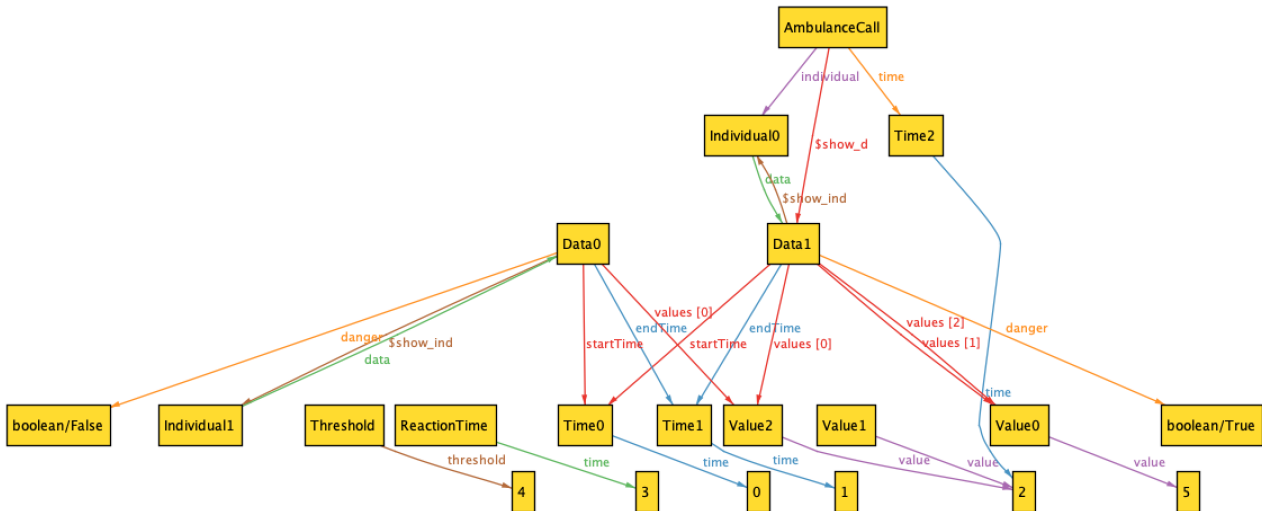 AmbulanceCall
individual
time
Individual0
Time2
$show_d
data
$show_ind
Data0
Data1
values [0]
endTime
endTime
values [2]
danger
danger
$show_ind
startTime
startTime
values [0]
values [1]
data
time
boolean/False
Individual1
Threshold
ReactionTime
Time0
Time1
Value2
Value1
Value0
boolean/True
threshold
time
time
time
value
value
value
4
3
0
1
2
5